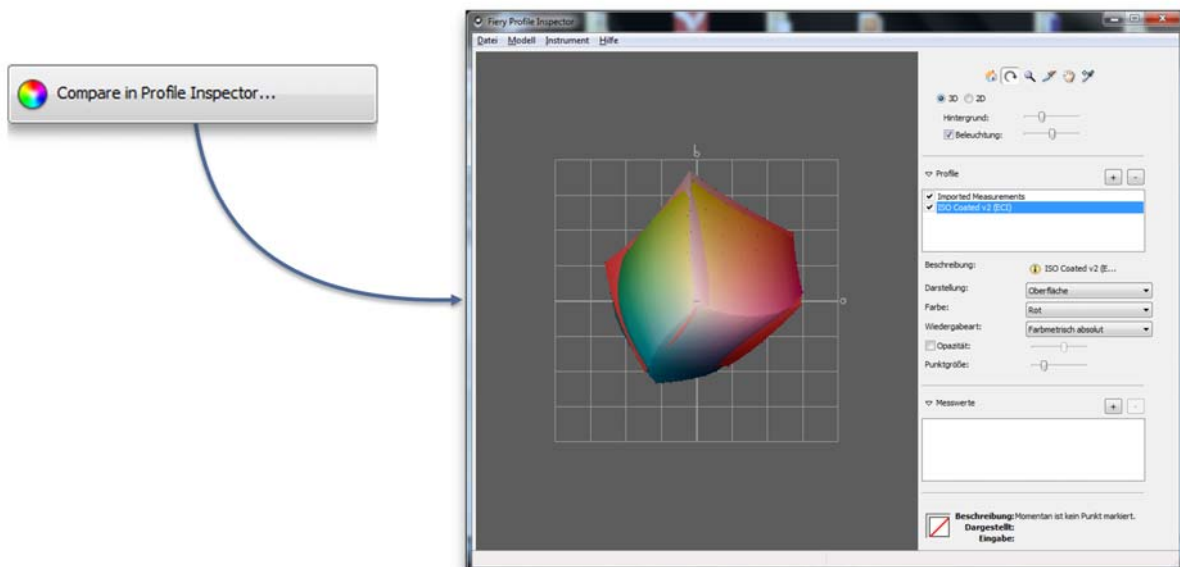 Compare in Profile Inspector...
Fiery Profile Inspector
Datei Modell Instrument Hilfe
3D 2D
Hintergrund:
Beleuchtung:
Profile
+ -
Imported Measurements
ISO Coated v2 (ECI)
Beschreibung: ISO Coated v2 (E...
Darstellung: Oberfläche
Farbe: Rot
Wiedergabeart: Farbmetrisch absolut
Opazität:
Punktgröße:
Messwerte
+ -
Beschreibung: Momentan ist kein Punkt markiert.
Dargestellt:
Eingabe:
b
a